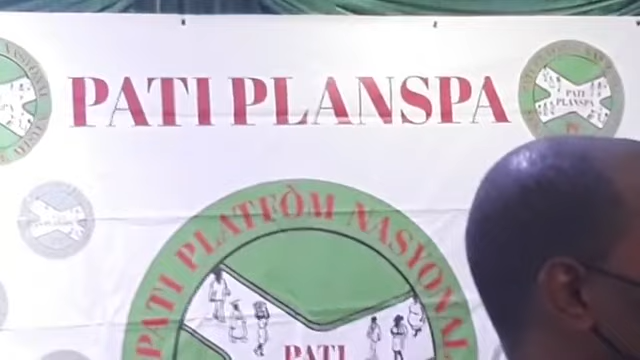 PATI PLANSPA
PATI
PLANSPA
PATI PLATFÒM NASYONAL
PATI